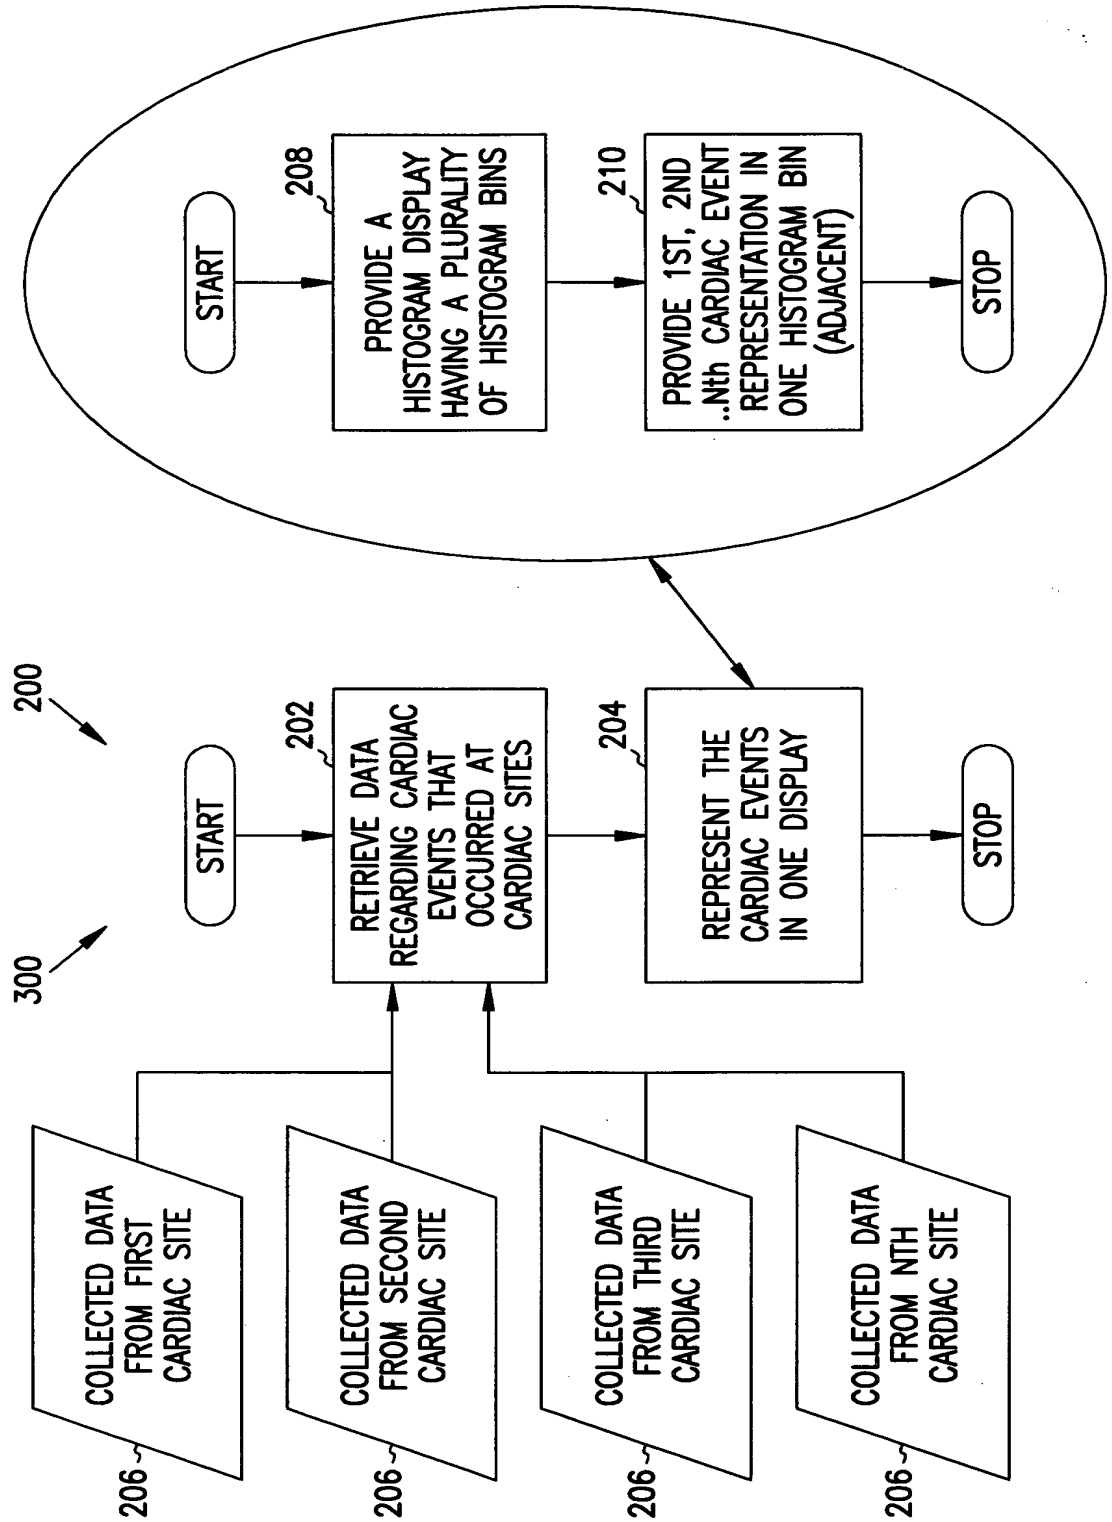 300
200
206
COLLECTED DATA
FROM FIRST
CARDIAC SITE
206
COLLECTED DATA
FROM SECOND
CARDIAC SITE
206
COLLECTED DATA
FROM THIRD
CARDIAC SITE
206
COLLECTED DATA
FROM NTH
CARDIAC SITE
START
202
RETRIEVE DATA
REGARDING CARDIAC
EVENTS THAT
OCCURRED AT
CARDIAC SITES
204
REPRESENT THE
CARDIAC EVENTS
IN ONE DISPLAY
STOP
START
208
PROVIDE A
HISTOGRAM DISPLAY
HAVING A PLURALITY
OF HISTOGRAM BINS
210
PROVIDE 1ST, 2ND
..Nth CARDIAC EVENT
REPRESENTATION IN
ONE HISTOGRAM BIN
(ADJACENT)
STOP